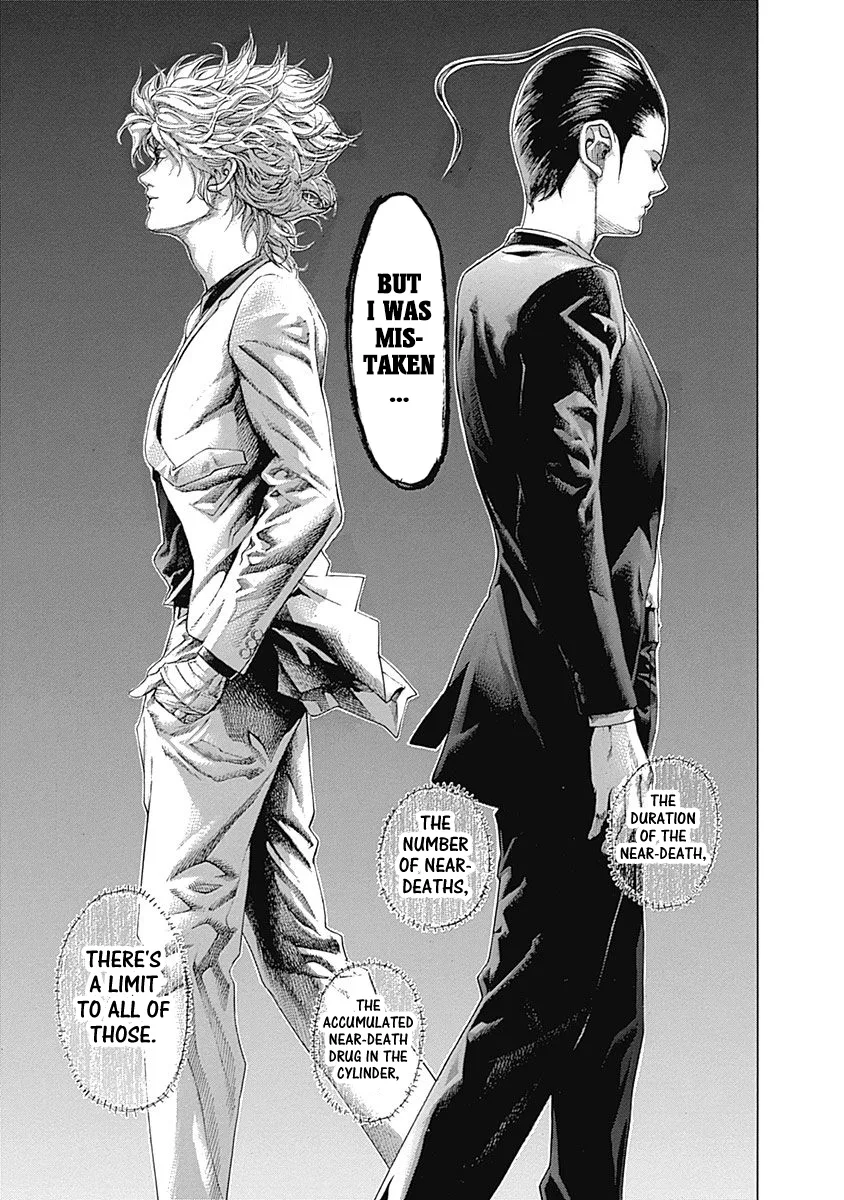 BUT
I WAS
MIS-
TAKEN
...
THE
DURATION
OF THE
NEAR-DEATH,
THE
NUMBER
OF NEAR-
DEATHS,
THE
ACCUMULATED
NEAR-DEATH
DRUG IN THE
CYLINDER,
THERE'S
A LIMIT
TO ALL OF
THOSE.